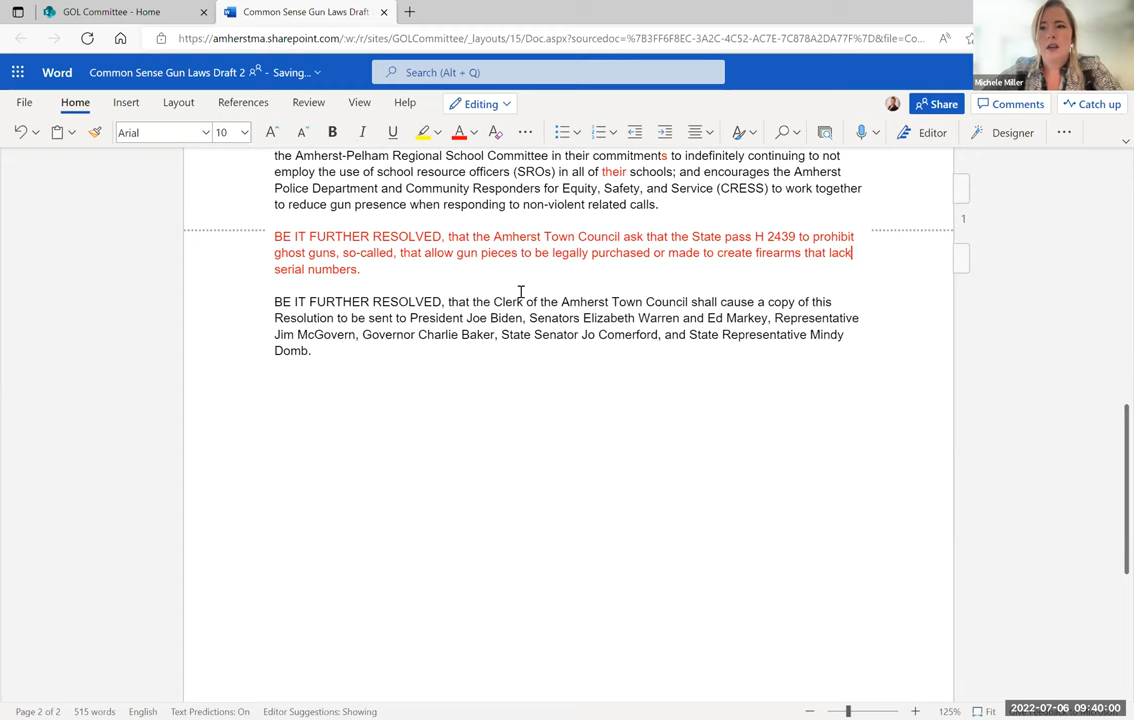 GOL Committee - Home
Common Sense Gun Laws Draft
https://amherstma.sharepoint.com/:w:/r/sites/GOLCommittee/_layouts/15/Doc.aspx?sourcedoc=%7B3FF6F8EC-3A2C-4C52-AC7E-7C878A2DA77F%7D&file=Co...
Michele Miller
Word
Common Sense Gun Laws Draft 2 - Saving...
Search (Alt + Q)
File Home Insert Layout References Review View Help Editing Share Comments Catch up
Arial 10 B I U A Editor Designer
the Amherst-Pelham Regional School Committee in their commitments to indefinitely continuing to not
employ the use of school resource officers (SROs) in all of their schools; and encourages the Amherst
Police Department and Community Responders for Equity, Safety, and Service (CRESS) to work together
to reduce gun presence when responding to non-violent related calls.
1
BE IT FURTHER RESOLVED, that the Amherst Town Council ask that the State pass H 2439 to prohibit
ghost guns, so-called, that allow gun pieces to be legally purchased or made to create firearms that lack
serial numbers.
BE IT FURTHER RESOLVED, that the Clerk of the Amherst Town Council shall cause a copy of this
Resolution to be sent to President Joe Biden, Senators Elizabeth Warren and Ed Markey, Representative
Jim McGovern, Governor Charlie Baker, State Senator Jo Comerford, and State Representative Mindy
Domb.
Page 2 of 2 515 words English Text Predictions: On Editor Suggestions: Showing 125% Fit
2022-07-06 09:40:00